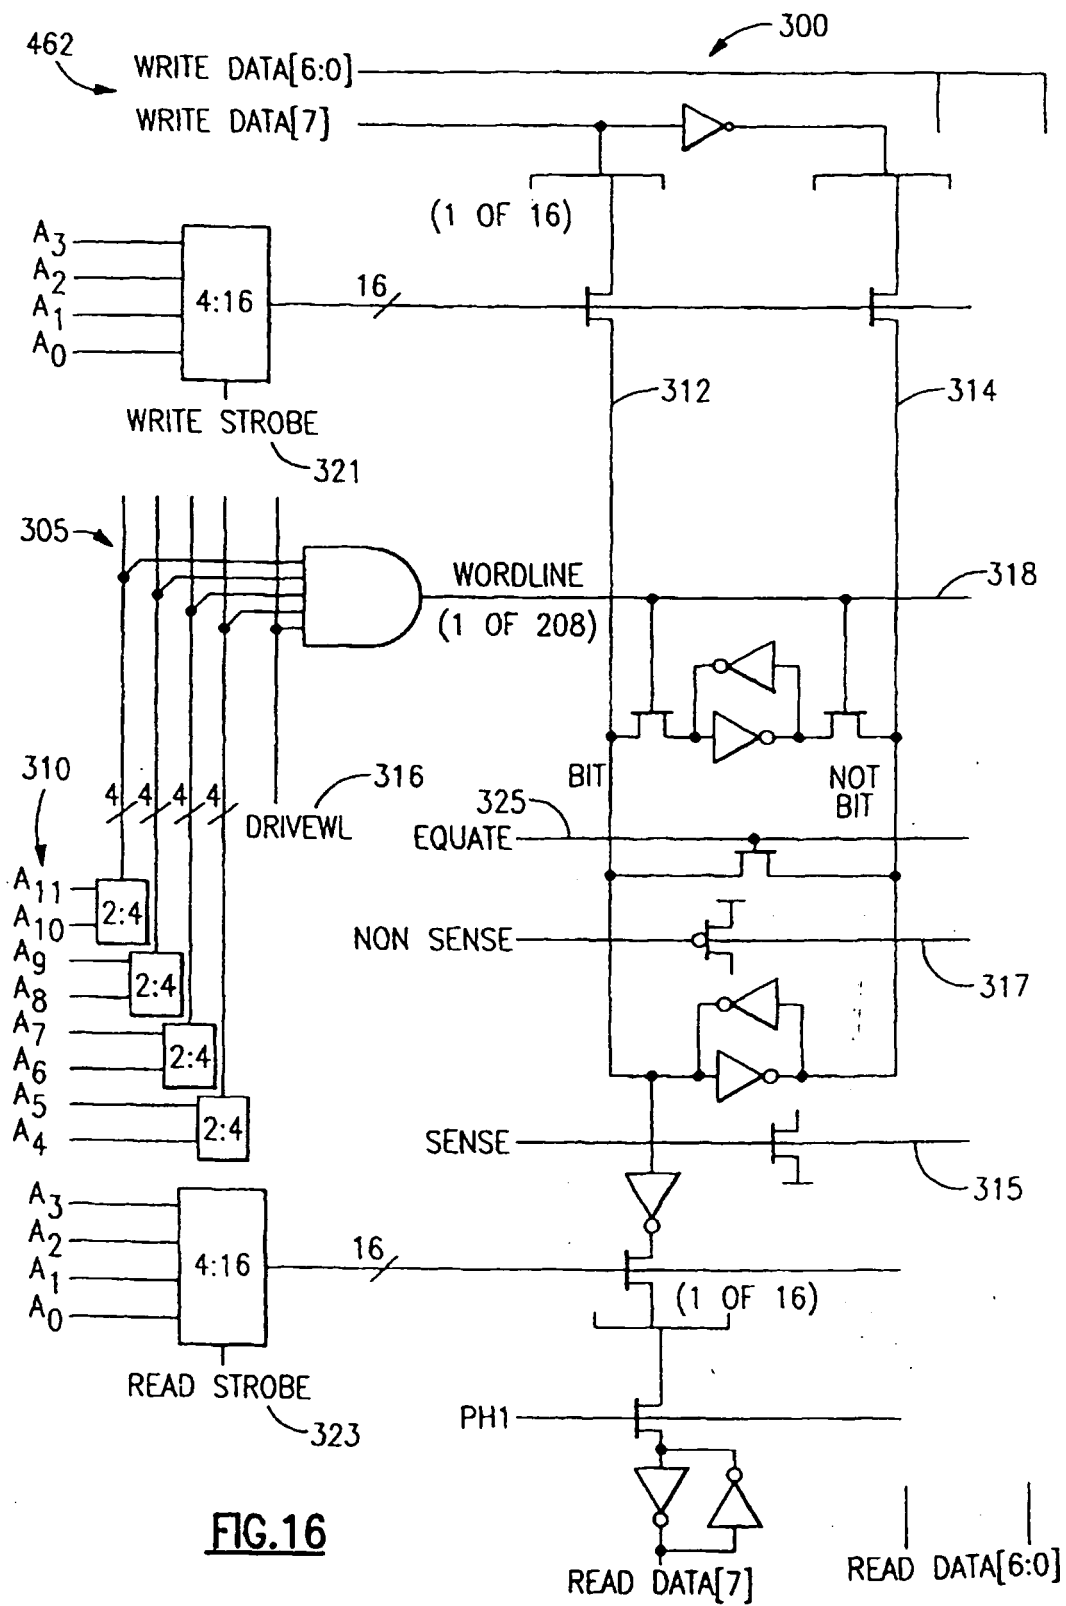 300
462
WRITE DATA[6:0]
WRITE DATA[7]
(1 OF 16)
A3
A2
A1
A0
4:16
16
WRITE STROBE
321
312
314
305
WORDLINE
(1 OF 208)
318
310
4 4 4 4
DRIVEWL
316
BIT
NOT
BIT
325
EQUATE
A11
A10
2:4
A9
A8
2:4
A7
A6
2:4
A5
A4
2:4
NON SENSE
317
SENSE
315
A3
A2
A1
A0
4:16
16
(1 OF 16)
READ STROBE
323
PH1
FIG.16
READ DATA[7]
READ DATA[6:0]